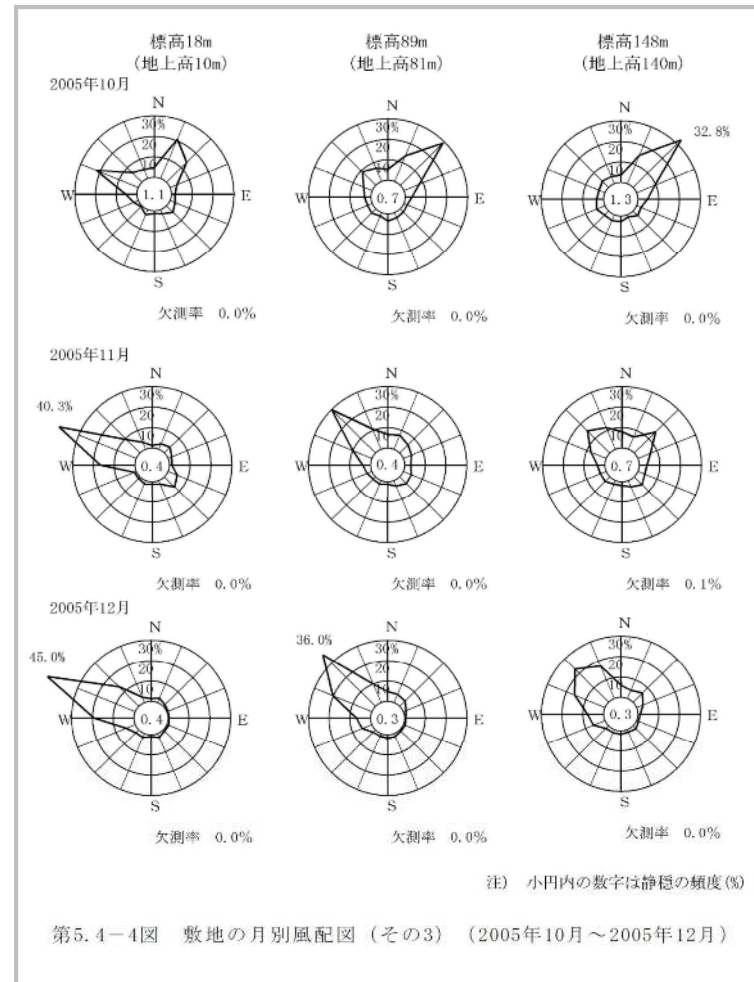 標高18m 標高89m 標高148m
(地上高10m) (地上高81m) (地上高140m)
2005年10月
N N N
30% 30% 30%
32.8%
20 20 20
10 10 10
W 1.1 E W 0.7 E W 1.3 E
S S S
欠測率 0.0% 欠測率 0.0% 欠測率 0.0%
2005年11月
N N N
40.3%
30% 30% 30%
20 20 20
10 10 10
W 0.4 E W 0.4 E W 0.7 E
S S S
欠測率 0.0% 欠測率 0.0% 欠測率 0.1%
2005年12月
N N N
45.0% 36.0%
30% 30% 30%
20 20 20
10 10 10
W 0.4 E W 0.3 E W 0.3 E
S S S
欠測率 0.0% 欠測率 0.0% 欠測率 0.0%
注) 小円内の数字は静穏の頻度(%)
第5.4-4図 敷地の月別風配図(その3) (2005年10月~2005年12月)